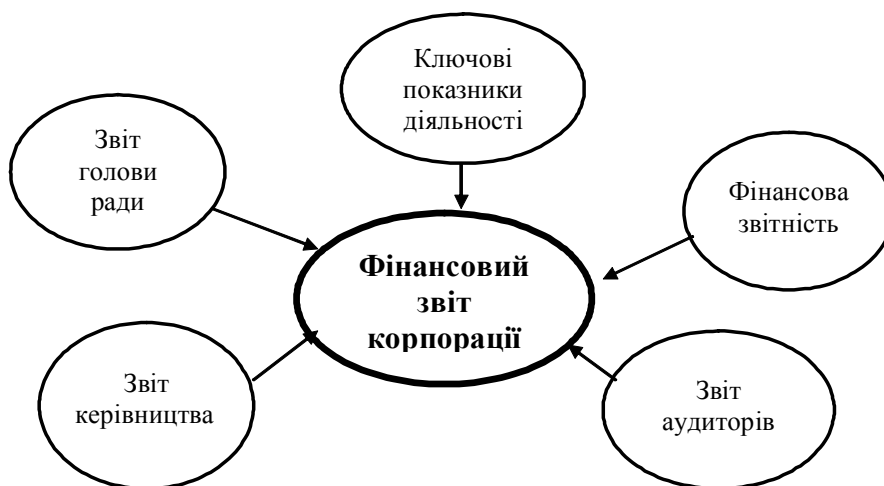 Ключові
показники
діяльності
Звіт
голови
ради
Фінансова
звітність
Фінансовий
звіт
корпорації
Звіт
керівництва
Звіт
аудиторів